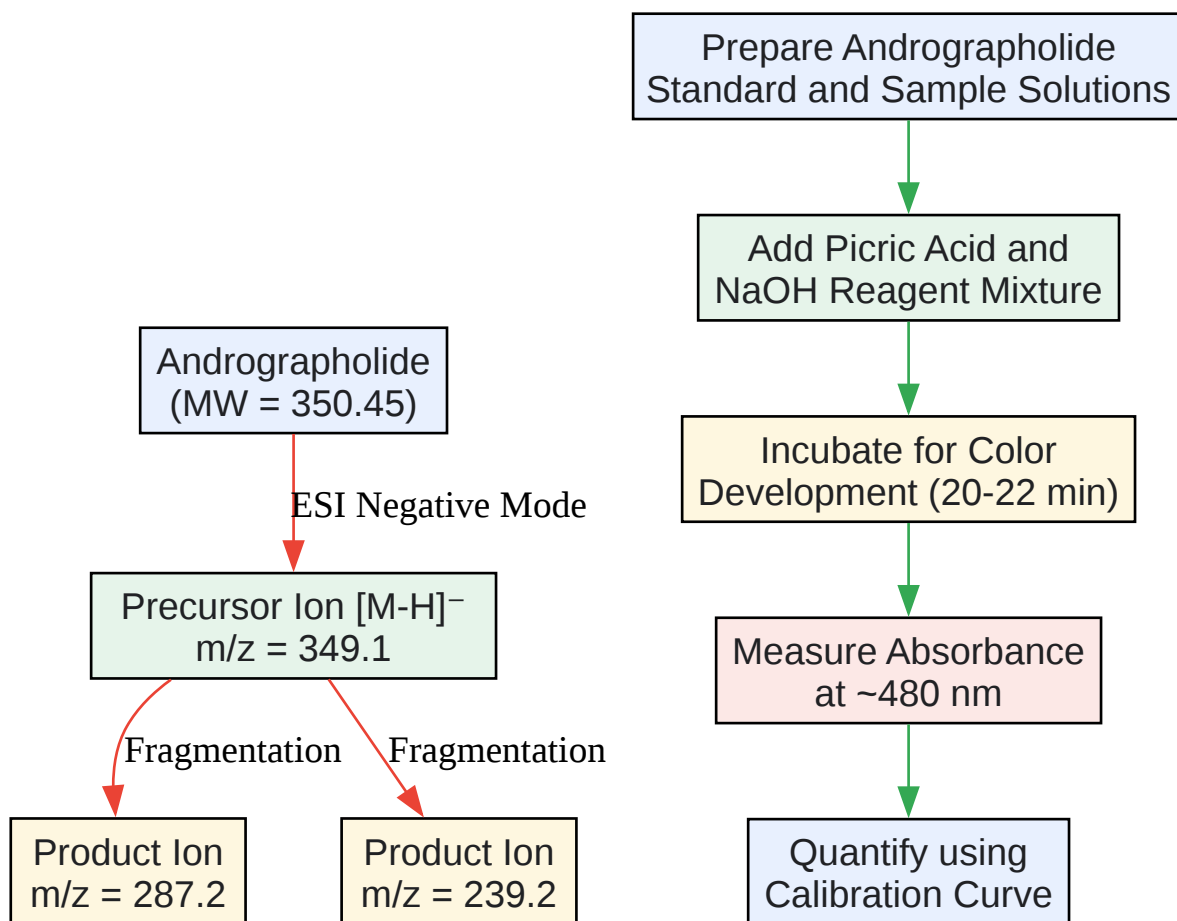 Andrographolide
(MW = 350.45)
ESI Negative Mode
Precursor Ion [M-H]⁻
m/z = 349.1
Fragmentation
Fragmentation
Product Ion
m/z = 287.2
Product Ion
m/z = 239.2
Prepare Andrographolide
Standard and Sample Solutions
Add Picric Acid and
NaOH Reagent Mixture
Incubate for Color
Development (20-22 min)
Measure Absorbance
at ~480 nm
Quantify using
Calibration Curve